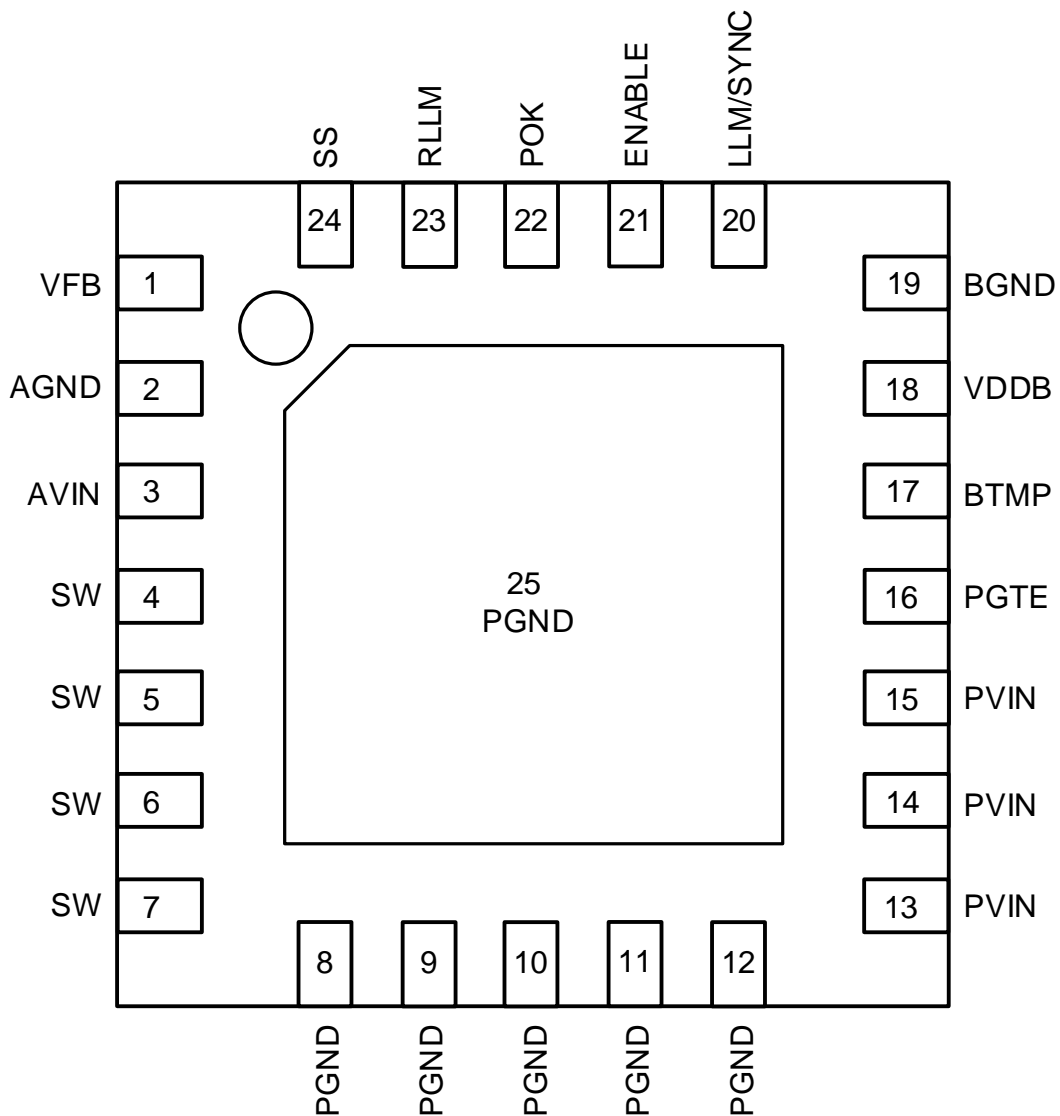 SS
RLLM
POK
ENABLE
LLM/SYNC
24
23
22
21
20
VFB 1
19 BGND
AGND 2
18 VDDB
AVIN 3
17 BTMP
SW 4
25
PGND
16 PGTE
SW 5
15 PVIN
SW 6
14 PVIN
SW 7
13 PVIN
8
9
10
11
12
PGND
PGND
PGND
PGND
PGND